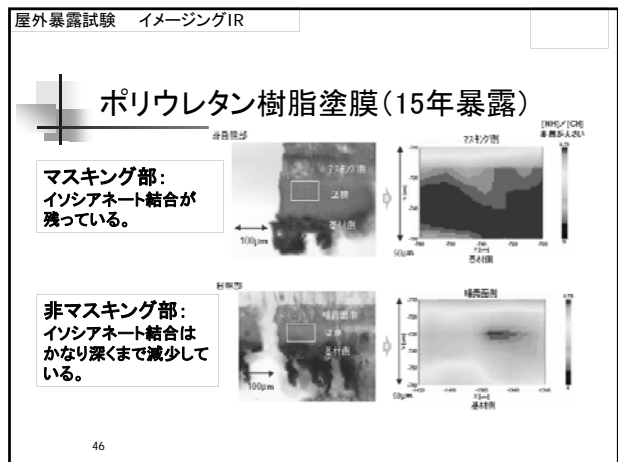 屋外暴露試験 イメージングIR
ポリウレタン樹脂塗膜(15年暴露)
マスキング部:
イソシアネート結合が
残っている。
マスキング側
塗膜
基材側
100μm
[NH]/[CH]
マスキング側
50μm
基材側
非マスキング部:
イソシアネート結合は
かなり深くまで減少して
いる。
暴露面側
塗膜
基材側
100μm
暴露面側
50μm
基材側
46